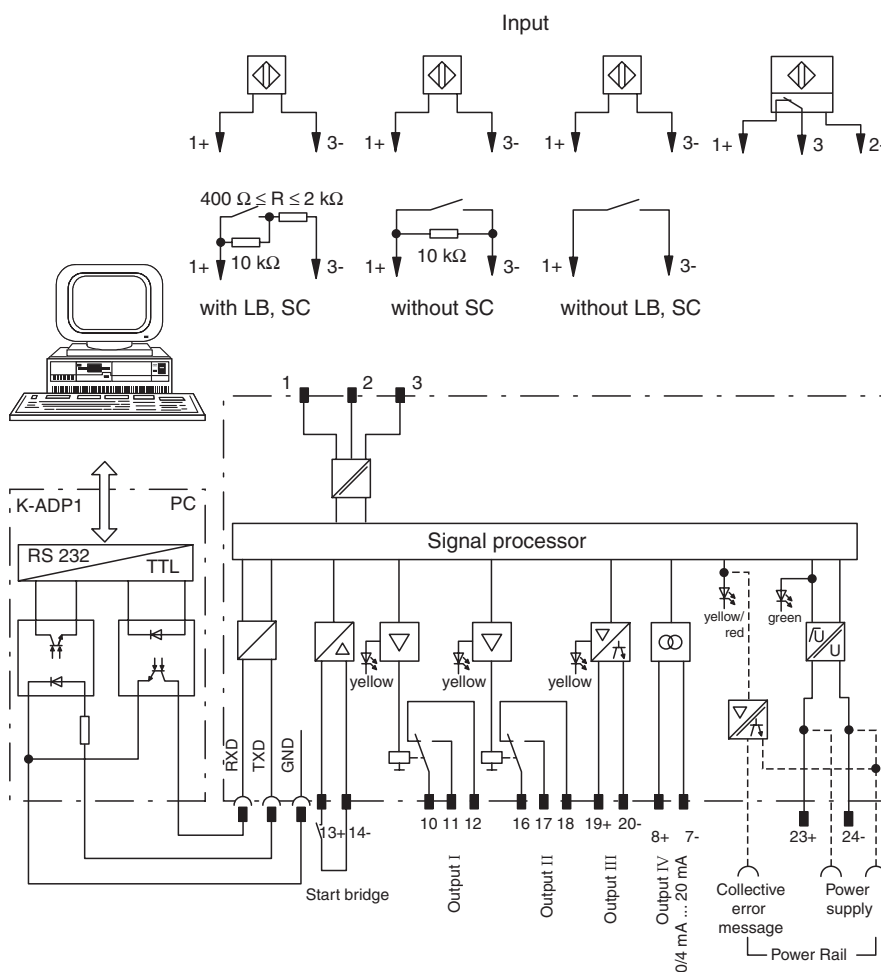 Input
1+ 3- 1+ 3- 1+ 3- 1+ 3 2-
400 Ω ≤ R ≤ 2 kΩ
10 kΩ 10 kΩ
1+ 3- 1+ 3- 1+ 3-
with LB, SC without SC without LB, SC
1 2 3
K-ADP1 PC
RS 232
TTL
Signal processor
yellow/
red
green
U
U
yellow yellow yellow
RXD
TXD
GND
13+ 14- 10 11 12 16 17 18 19+ 20- 8+ 7- 23+ 24-
Start bridge
Output I
Output II
Output III
Output IV
0/4 mA ... 20 mA
Collective
error
message
Power
supply
Power Rail